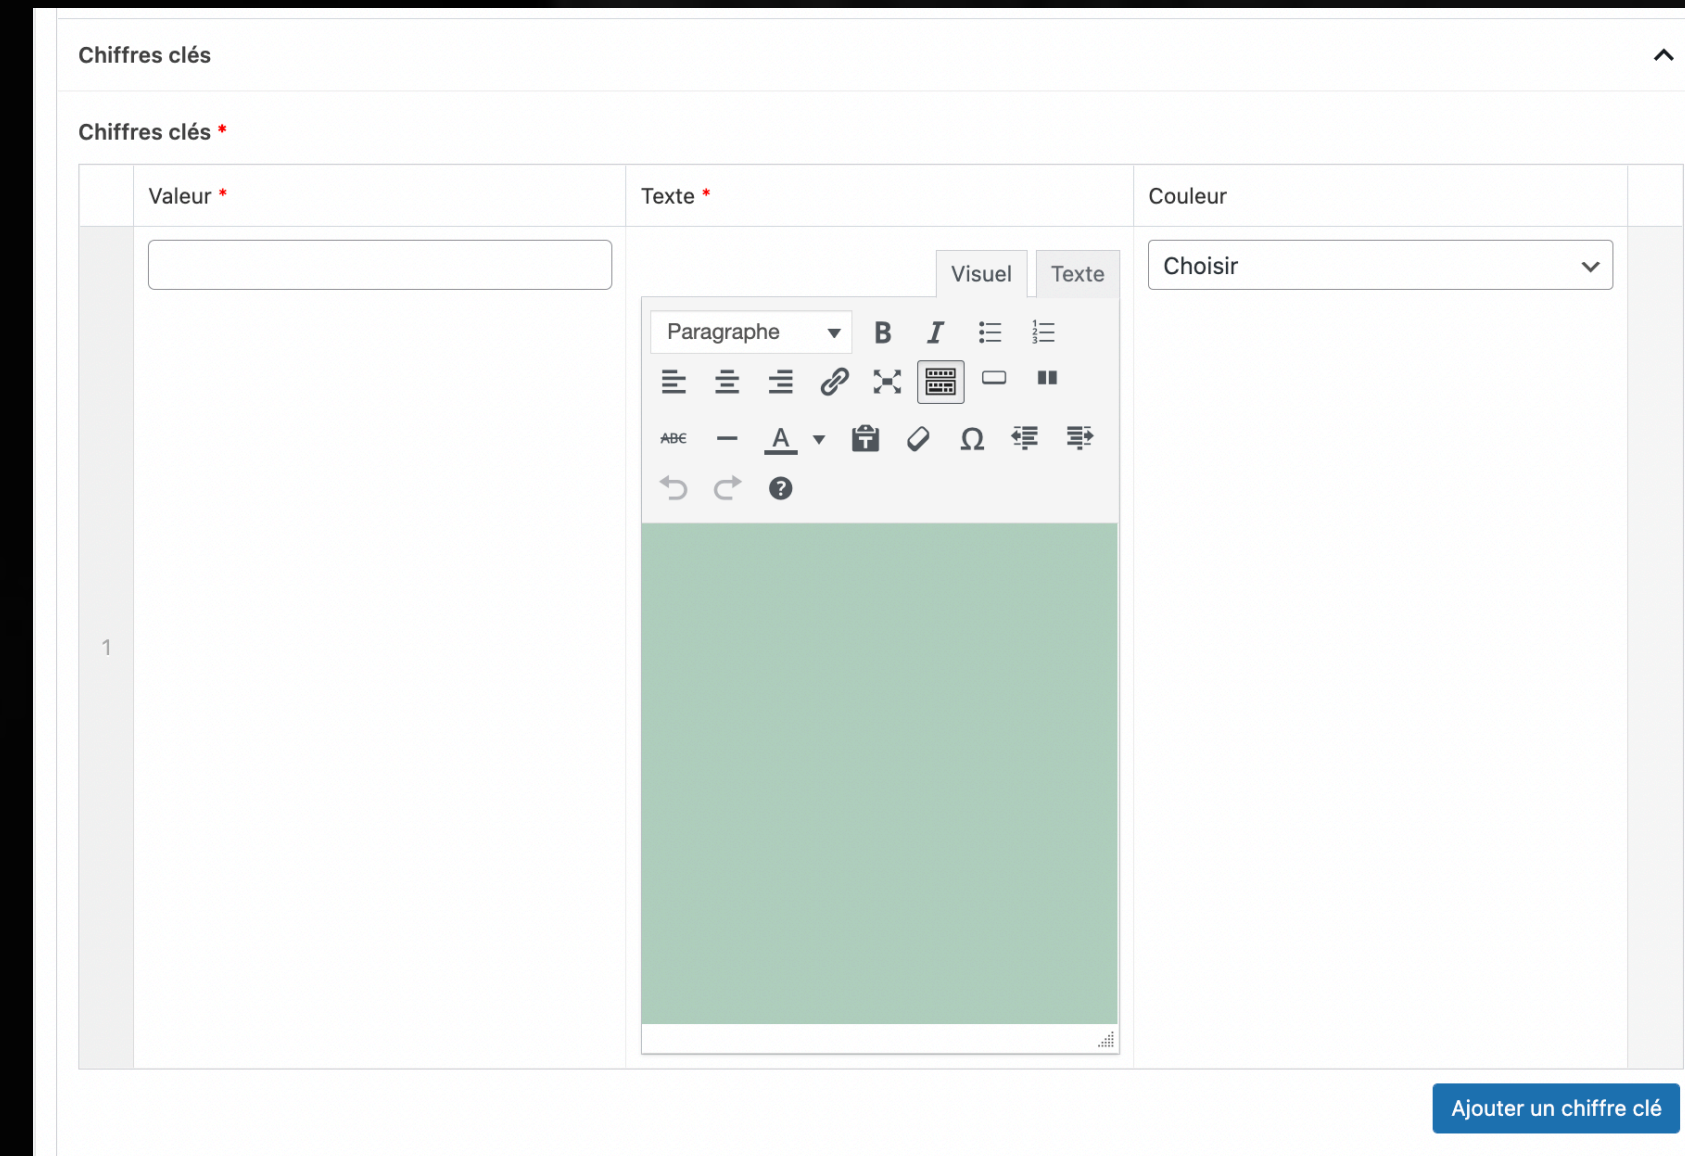 Chiffres clés
Chiffres clés *
Valeur * Texte * Couleur
Visuel Texte Choisir
Paragraphe B I
ABC A T Ω
?
1
Ajouter un chiffre clé